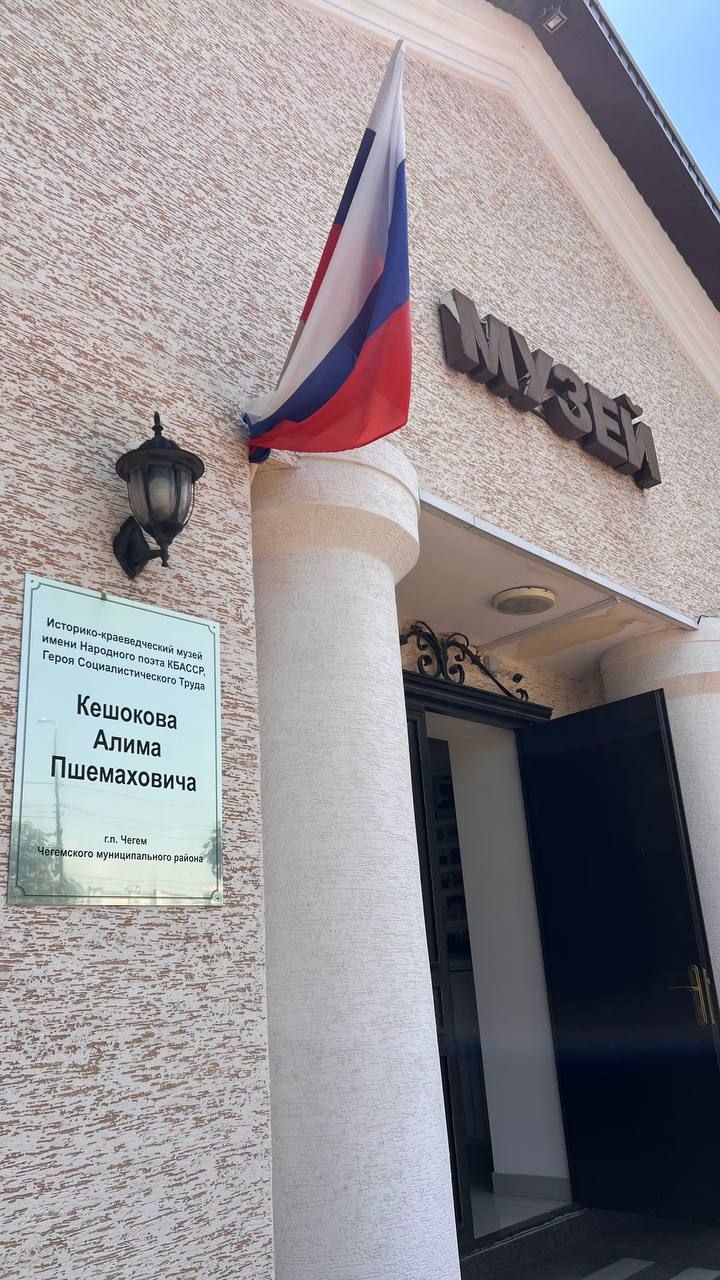 МУЗЕЙ
Историко-краеведческий музей
имени Народного поэта КБАССР,
Героя Социалистического Труда
Кешокова
Алима
Пшемаховича
г.п. Чегем
Чегемского муниципального района